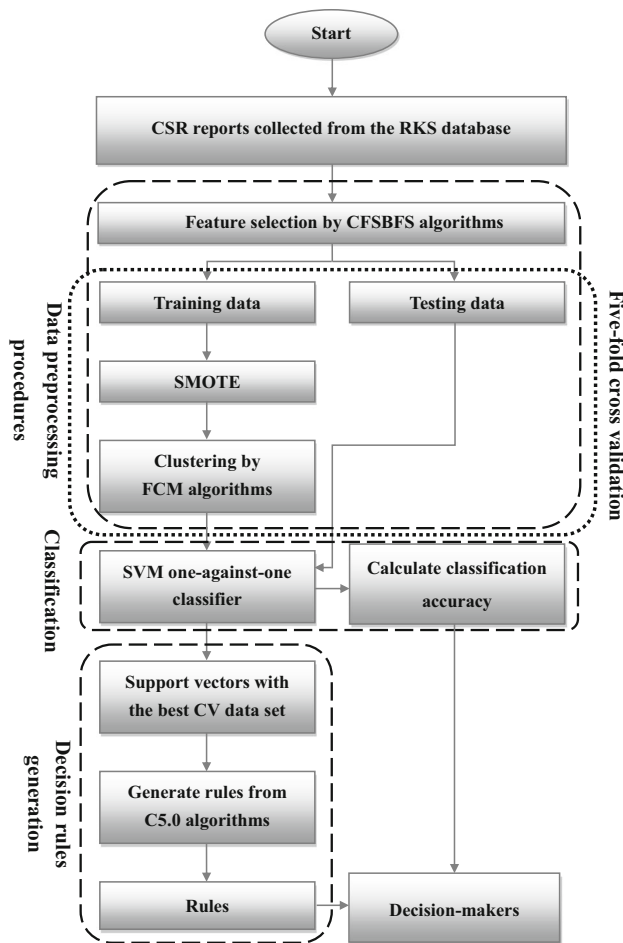 Start
CSR reports collected from the RKS database
Feature selection by CFSBFS algorithms
Training data
Testing data
SMOTE
Clustering by
FCM algorithms
Data preprocessing
procedures
Five-fold cross validation
SVM one-against-one
classifier
Calculate classification
accuracy
Classification
Support vectors with
the best CV data set
Generate rules from
C5.0 algorithms
Rules
Decision rules
generation
Decision-makers